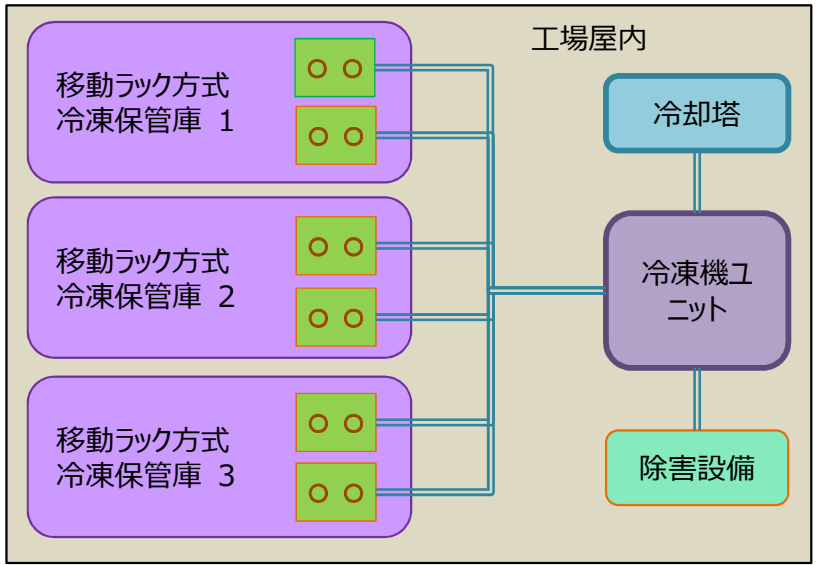 工場屋内
移動ラック方式
冷凍保管庫 1
移動ラック方式
冷凍保管庫 2
移動ラック方式
冷凍保管庫 3
冷却塔
冷凍機ユ
ニット
除害設備